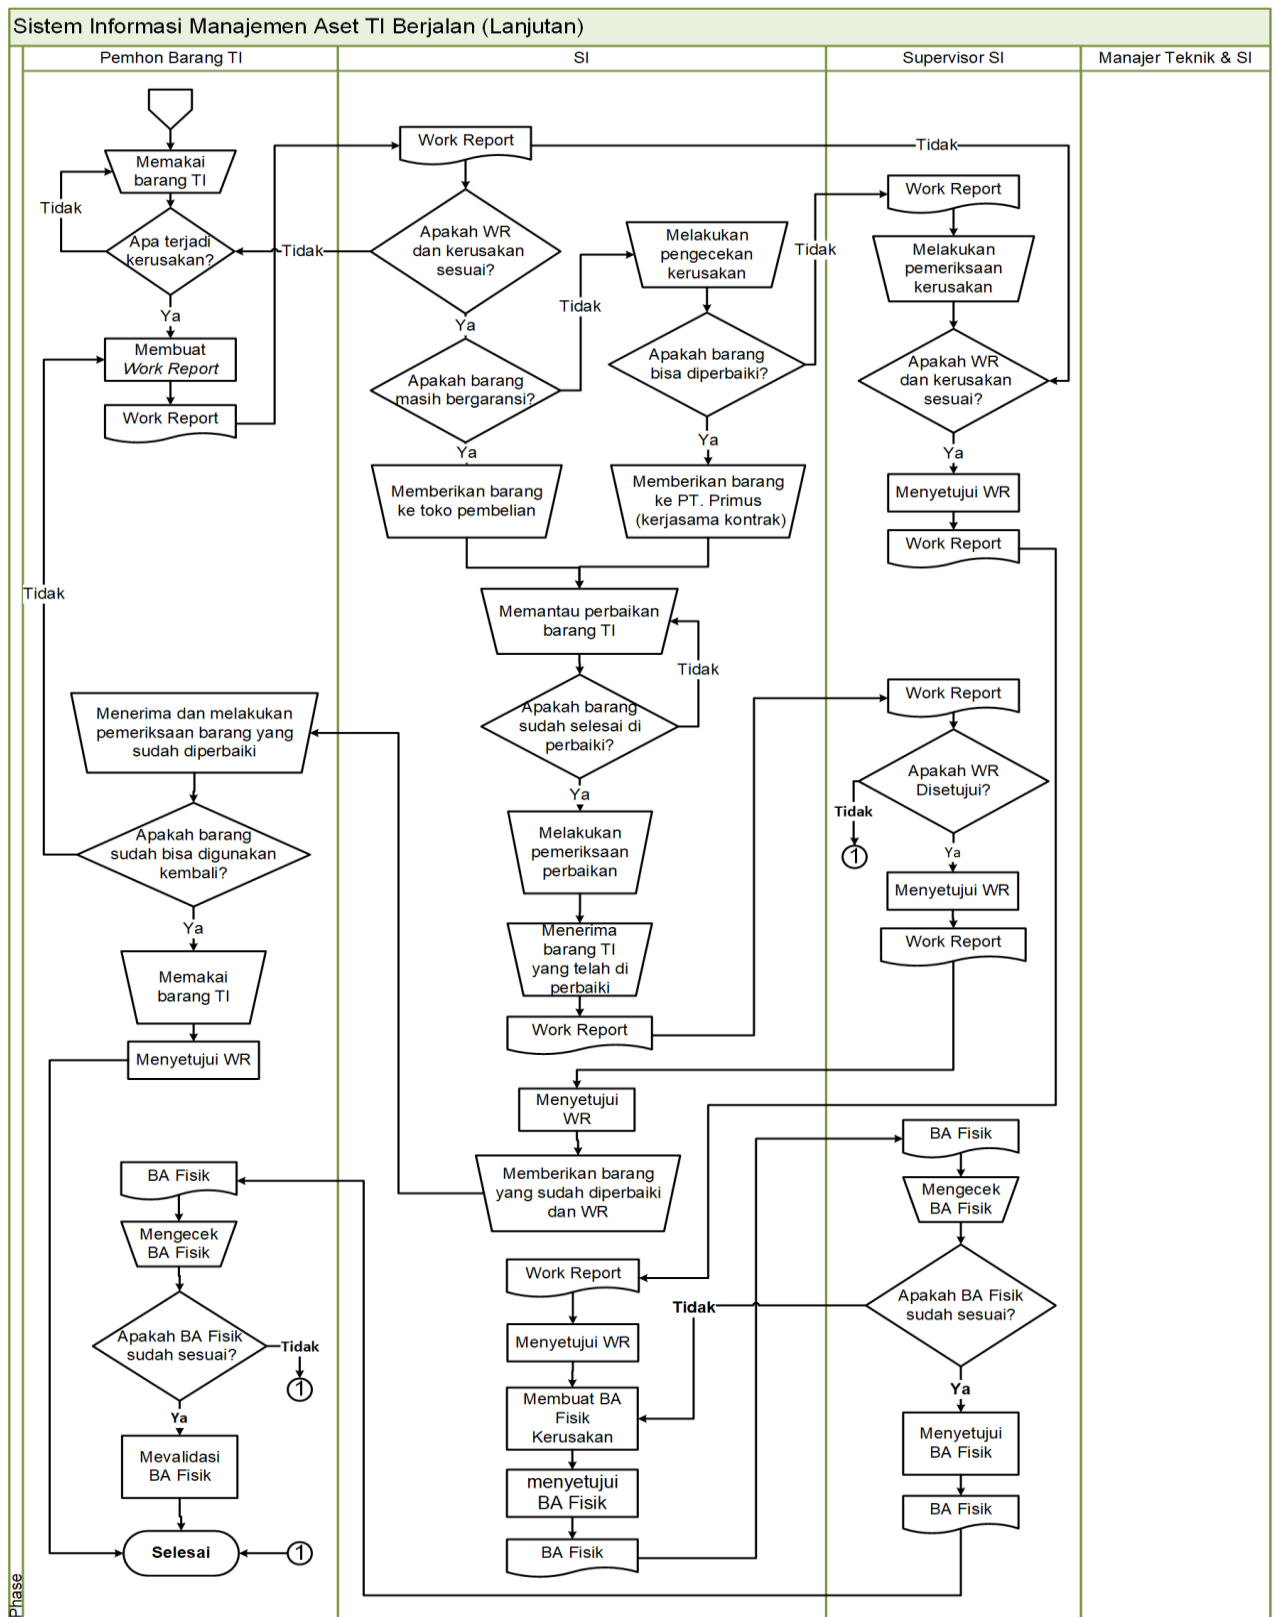 Sistem Informasi Manajemen Aset TI Berjalan (Lanjutan)
Pemhon Barang TI
SI
Supervisor SI
Manajer Teknik & SI
Memakai
barang TI
Tidak
Apa terjadi
kerusakan?
Ya
Membuat
Work Report
Work Report
Tidak
Menerima dan melakukan
pemeriksaan barang yang
sudah diperbaiki
Apakah barang
sudah bisa digunakan
kembali?
Ya
Memakai
barang TI
Menyetujui WR
BA Fisik
Mengecek
BA Fisik
Apakah BA Fisik
sudah sesuai?
Tidak
1
Ya
Mevalidasi
BA Fisik
Selesai
1
Phase
Work Report
Tidak
Apakah WR
dan kerusakan
sesuai?
Tidak
Ya
Apakah barang
masih bergaransi?
Tidak
Ya
Memberikan barang
ke toko pembelian
Melakukan
pengecekan
kerusakan
Apakah barang
bisa diperbaiki?
Tidak
Ya
Memberikan barang
ke PT. Primus
(kerjasama kontrak)
Memantau perbaikan
barang TI
Tidak
Apakah barang
sudah selesai di
perbaiki?
Ya
Melakukan
pemeriksaan
perbaikan
Menerima
barang TI
yang telah di
perbaiki
Work Report
Menyetujui
WR
Memberikan barang
yang sudah diperbaiki
dan WR
Work Report
Menyetujui WR
Membuat BA
Fisik
Kerusakan
menyetujui
BA Fisik
BA Fisik
Work Report
Melakukan
pemeriksaan
kerusakan
Apakah WR
dan kerusakan
sesuai?
Ya
Menyetujui WR
Work Report
Work Report
Apakah WR
Disetujui?
Tidak
1
Ya
Menyetujui WR
Work Report
BA Fisik
Mengecek
BA Fisik
Apakah BA Fisik
sudah sesuai?
Tidak
Ya
Menyetujui
BA Fisik
BA Fisik